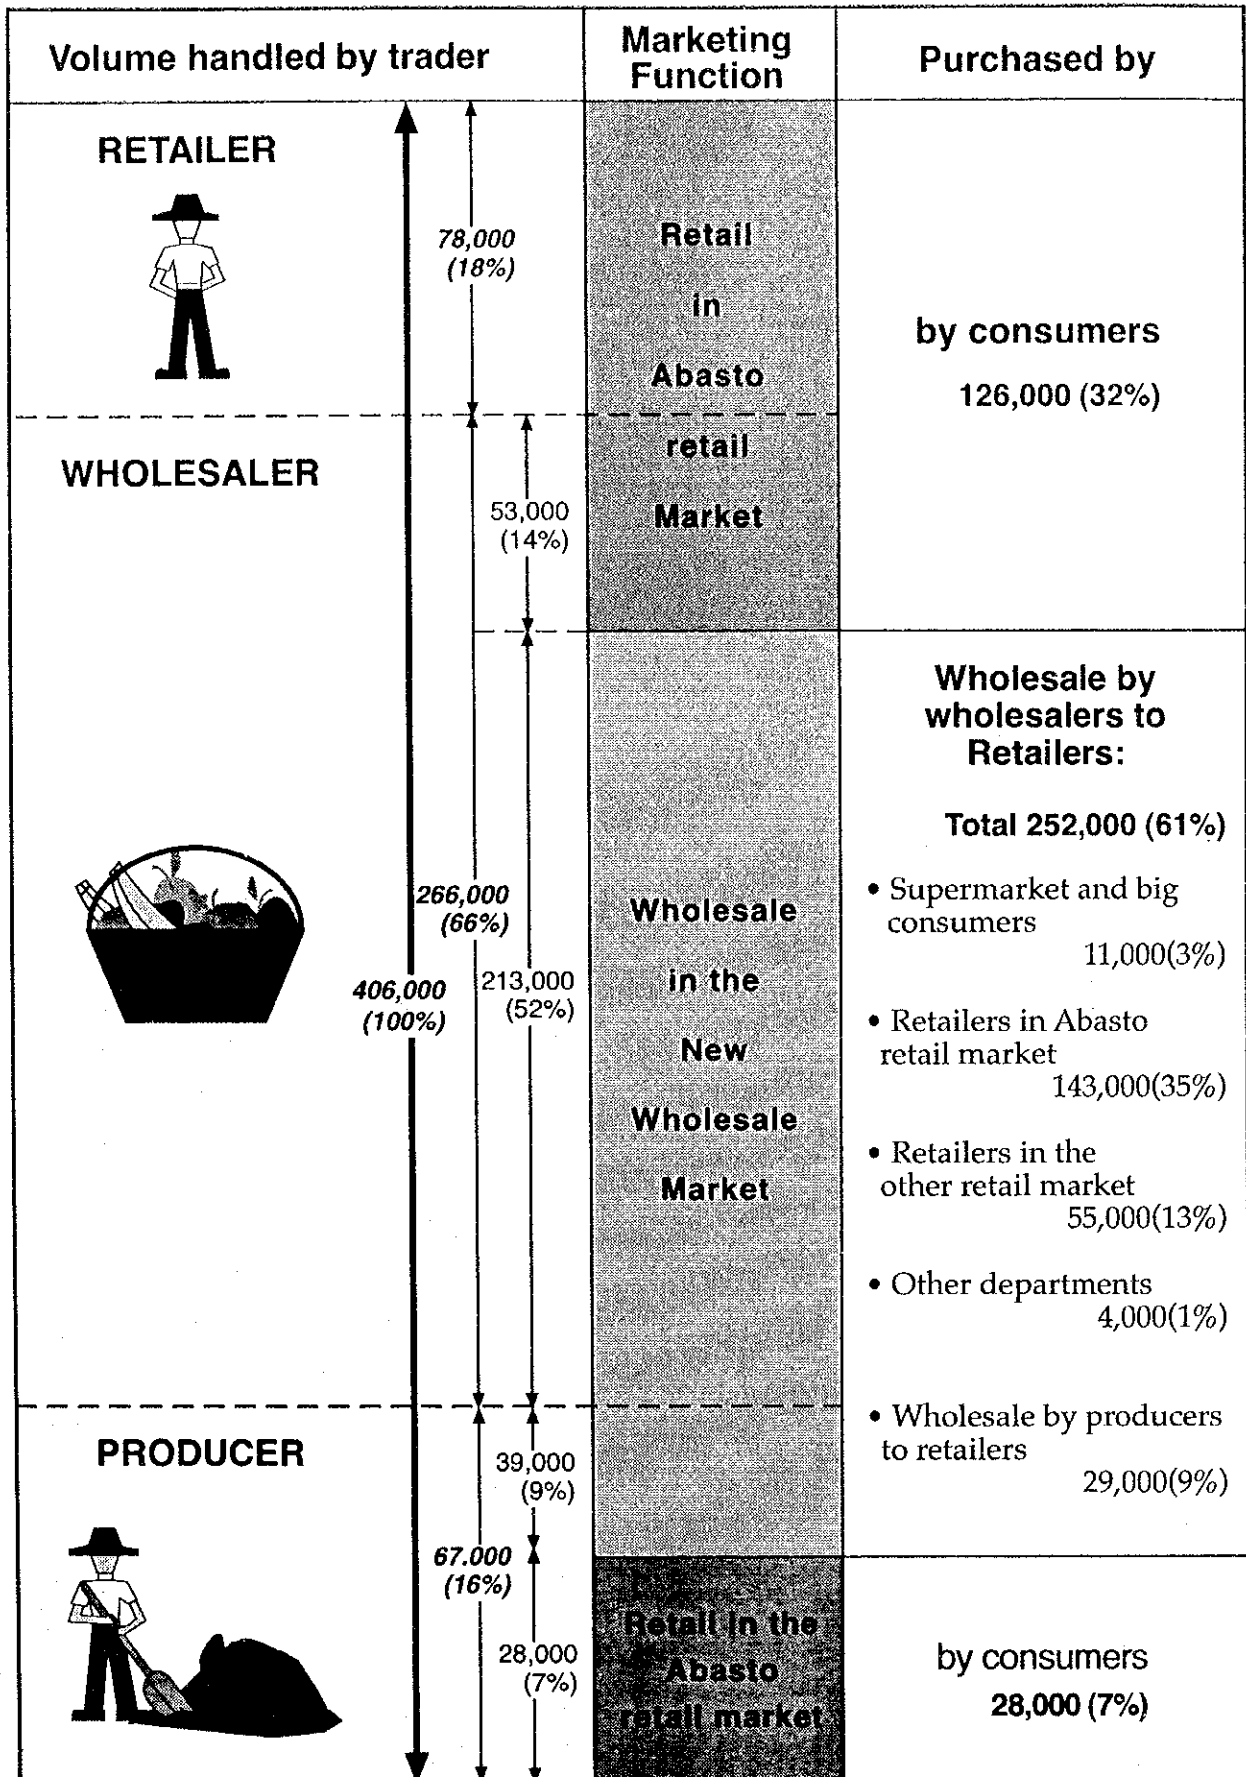 Volume handled by trader
Marketing
Function
Purchased by
RETAILER
78,000
(18%)
WHOLESALER
53,000
(14%)
266,000
(66%)
213,000
(52%)
406,000
(100%)
PRODUCER
39,000
(9%)
67.000
(16%)
28,000
(7%)
Retail
in
Abasto
retail
Market
Wholesale
in the
New
Wholesale
Market
Retail in the
Abasto
retail market
by consumers
126,000 (32%)
Wholesale by
wholesalers to
Retailers:
Total 252,000 (61%)
• Supermarket and big
consumers
11,000(3%)
• Retailers in Abasto
retail market
143,000(35%)
• Retailers in the
other retail market
55,000(13%)
• Other departments
4,000(1%)
• Wholesale by producers
to retailers
29,000(9%)
by consumers
28,000 (7%)